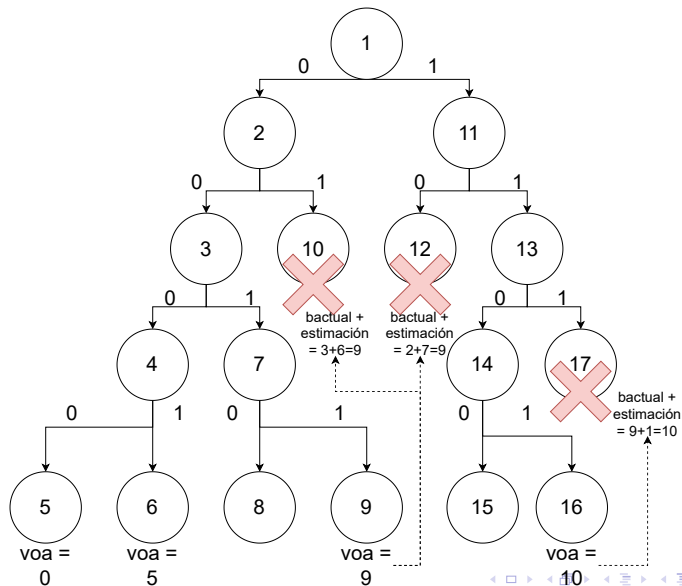 1
0 1
2 11
0 1 0 1
3 10 12 13
0 1 0 1
bactual +
estimación
= 3+6=9
bactual +
estimación
= 2+7=9
4 7 14 17
bactual +
estimación
= 9+1=10
0 1 0 1 0 1
5 6 8 9 15 16
voa =
0
voa =
5
voa =
9
voa =
10